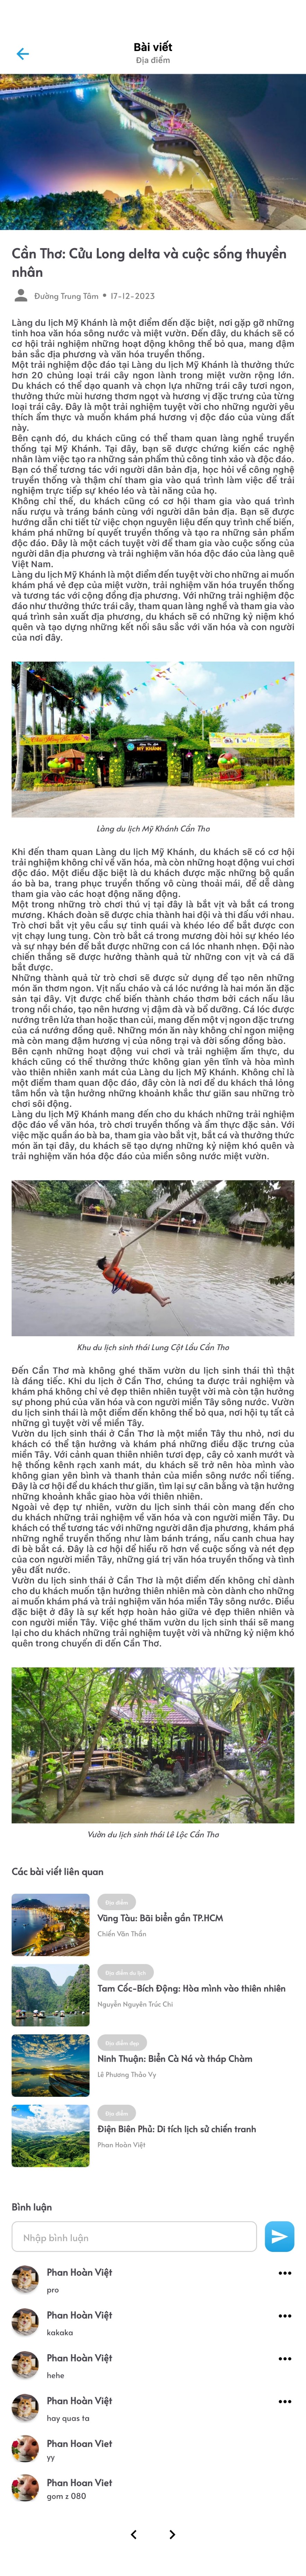 Bài viết
Địa điểm
Cần Thơ: Cửu Long delta và cuộc sống thuyền
nhân
Đường Trung Tâm • 17-12-2023
Làng du lịch Mỹ Khánh là một điểm đến đặc biệt, nơi gặp gỡ những
tinh hoa văn hóa sông nước và miệt vườn. Đến đây, du khách sẽ có
cơ hội trải nghiệm những hoạt động không thể bỏ qua, mang đậm
bản sắc địa phương và văn hóa truyền thống.
Một trải nghiệm độc đáo tại Làng du lịch Mỹ Khánh là thưởng thức
hơn 20 chủng loại trái cây ngon lành trong miệt vườn rộng lớn.
Du khách có thể dạo quanh và chọn lựa những trái cây tươi ngon,
thưởng thức mùi hương thơm ngọt và hương vị đặc trưng của từng
loại trái cây. Đây là một trải nghiệm tuyệt vời cho những người yêu
thích ẩm thực và muốn khám phá hương vị độc đáo của vùng đất
này.
Bên cạnh đó, du khách cũng có thể tham quan làng nghề truyền
thống tại Mỹ Khánh. Tại đây, bạn sẽ được chứng kiến các nghệ
nhân làm việc tạo ra những sản phẩm thủ công tinh xảo và độc đáo.
Bạn có thể tương tác với người dân bản địa, học hỏi về công nghệ
truyền thống và thậm chí tham gia vào quá trình làm việc để trải
nghiệm trực tiếp sự khéo léo và tài năng của họ.
Không chỉ thế, du khách cũng có cơ hội tham gia vào quá trình
nấu rượu và tráng bánh cùng với người dân bản địa. Bạn sẽ được
hướng dẫn chi tiết từ việc chọn nguyên liệu đến quy trình chế biến,
khám phá những bí quyết truyền thống và tạo ra những sản phẩm
độc đáo. Đây là một cách tuyệt vời để tham gia vào cuộc sống của
người dân địa phương và trải nghiệm văn hóa độc đáo của làng quê
Việt Nam.
Làng du lịch Mỹ Khánh là một điểm đến tuyệt vời cho những ai muốn
khám phá vẻ đẹp của miệt vườn, trải nghiệm văn hóa truyền thống
và tương tác với cộng đồng địa phương. Với những trải nghiệm độc
đáo như thưởng thức trái cây, tham quan làng nghề và tham gia vào
quá trình sản xuất địa phương, du khách sẽ có những kỷ niệm khó
quên và tạo dựng những kết nối sâu sắc với văn hóa và con người
của nơi đây.
MỸ KHÁNH
Làng du lịch Mỹ Khánh Cần Thơ
Khi đến tham quan Làng du lịch Mỹ Khánh, du khách sẽ có cơ hội
trải nghiệm không chỉ về văn hóa, mà còn những hoạt động vui chơi
độc đáo. Một điều đặc biệt là du khách được mặc những bộ quần
áo bà ba, trang phục truyền thống vô cùng thoải mái, để dễ dàng
tham gia vào các hoạt động năng động.
Một trong những trò chơi thú vị tại đây là bắt vịt và bắt cá trong
mương. Khách đoàn sẽ được chia thành hai đội và thi đấu với nhau.
Trò chơi bắt vịt yêu cầu sự tinh quái và khéo léo để bắt được con
vịt chạy lung tung. Còn trò bắt cá trong mương đòi hỏi sự khéo léo
và sự nhạy bén để bắt được những con cá lóc nhanh nhẹn. Đội nào
chiến thắng sẽ được hưởng thành quả từ những con vịt và cá đã
bắt được.
Những thành quả từ trò chơi sẽ được sử dụng để tạo nên những
món ăn thơm ngon. Vịt nấu cháo và cá lóc nướng là hai món ăn đặc
sản tại đây. Vịt được chế biến thành cháo thơm bởi cách nấu lâu
trong nồi cháo, tạo nên hương vị đậm đà và bổ dưỡng. Cá lóc được
nướng trên lửa than hoặc than củi, mang đến một vị ngon đặc trưng
của cá nướng đồng quê. Những món ăn này không chỉ ngon miệng
mà còn mang đậm hương vị của nông trại và đời sống đồng bào.
Bên cạnh những hoạt động vui chơi và trải nghiệm ẩm thực, du
khách cũng có thể thưởng thức không gian yên tĩnh và hòa mình
vào thiên nhiên xanh mát của Làng du lịch Mỹ Khánh. Không chỉ là
một điểm tham quan độc đáo, đây còn là nơi để du khách thả lỏng
tâm hồn và tận hưởng những khoảnh khắc thư giãn sau những trò
chơi sôi động.
Làng du lịch Mỹ Khánh mang đến cho du khách những trải nghiệm
độc đáo về văn hóa, trò chơi truyền thống và ẩm thực đặc sản. Với
việc mặc quần áo bà ba, tham gia vào bắt vịt, bắt cá và thưởng thức
món ăn tại đây, du khách sẽ tạo dựng những kỷ niệm khó quên và
trải nghiệm văn hóa độc đáo của miền sông nước miệt vườn.
Khu du lịch sinh thái Lung Cột Lầu Cần Thơ
Đến Cần Thơ mà không ghé thăm vườn du lịch sinh thái thì thật
là đáng tiếc. Khi du lịch ở Cần Thơ, chúng ta được trải nghiệm và
khám phá không chỉ vẻ đẹp thiên nhiên tuyệt vời mà còn tận hưởng
sự phong phú của văn hóa và con người miền Tây sông nước. Vườn
du lịch sinh thái là một điểm đến không thể bỏ qua, nơi hội tụ tất cả
những gì tuyệt vời về miền Tây.
Vườn du lịch sinh thái ở Cần Thơ là một miền Tây thu nhỏ, nơi du
khách có thể tận hưởng và khám phá những điều đặc trưng của
miền Tây. Với cảnh quan thiên nhiên tươi đẹp, cây cỏ xanh mướt và
hệ thống kênh rạch xanh mát, du khách sẽ trở nên hòa mình vào
không gian yên bình và thanh thản của miền sông nước nổi tiếng.
Đây là cơ hội để du khách thư giãn, tìm lại sự cân bằng và tận hưởng
những khoảnh khắc giao hòa với thiên nhiên.
Ngoài vẻ đẹp tự nhiên, vườn du lịch sinh thái còn mang đến cho
du khách những trải nghiệm về văn hóa và con người miền Tây. Du
khách có thể tương tác với những người dân địa phương, khám phá
những nghề truyền thống như làm bánh tráng, nấu canh chua hay
đi bè bắt cá. Đây là cơ hội để hiểu rõ hơn về cuộc sống và nét đẹp
của con người miền Tây, những giá trị văn hóa truyền thống và tình
yêu đất nước.
Vườn du lịch sinh thái ở Cần Thơ là một điểm đến không chỉ dành
cho du khách muốn tận hưởng thiên nhiên mà còn dành cho những
ai muốn khám phá và trải nghiệm văn hóa miền Tây sông nước. Điều
đặc biệt ở đây là sự kết hợp hoàn hảo giữa vẻ đẹp thiên nhiên và
con người miền Tây. Việc ghé thăm vườn du lịch sinh thái sẽ mang
lại cho du khách những trải nghiệm tuyệt vời và những kỷ niệm khó
quên trong chuyến đi đến Cần Thơ.
Vườn du lịch sinh thái Lê Lộc Cần Thơ
Các bài viết liên quan
Địa điểm
Vũng Tàu: Bãi biển gần TP.HCM
Chiến Văn Thần
Địa điểm du lịch
Tam Cốc-Bích Động: Hòa mình vào thiên nhiên
Nguyễn Nguyên Trúc Chi
Địa điểm đẹp
Ninh Thuận: Biển Cà Ná và tháp Chàm
Lê Phương Thảo Vy
Địa điểm
Điện Biên Phủ: Di tích lịch sử chiến tranh
Phan Hoàn Việt
Bình luận
Nhập bình luận
Phan Hoàn Việt
pro
Phan Hoàn Việt
kakaka
Phan Hoàn Việt
hehe
Phan Hoàn Việt
hay quas ta
Phan Hoan Viet
yy
Phan Hoan Viet
gom z 080